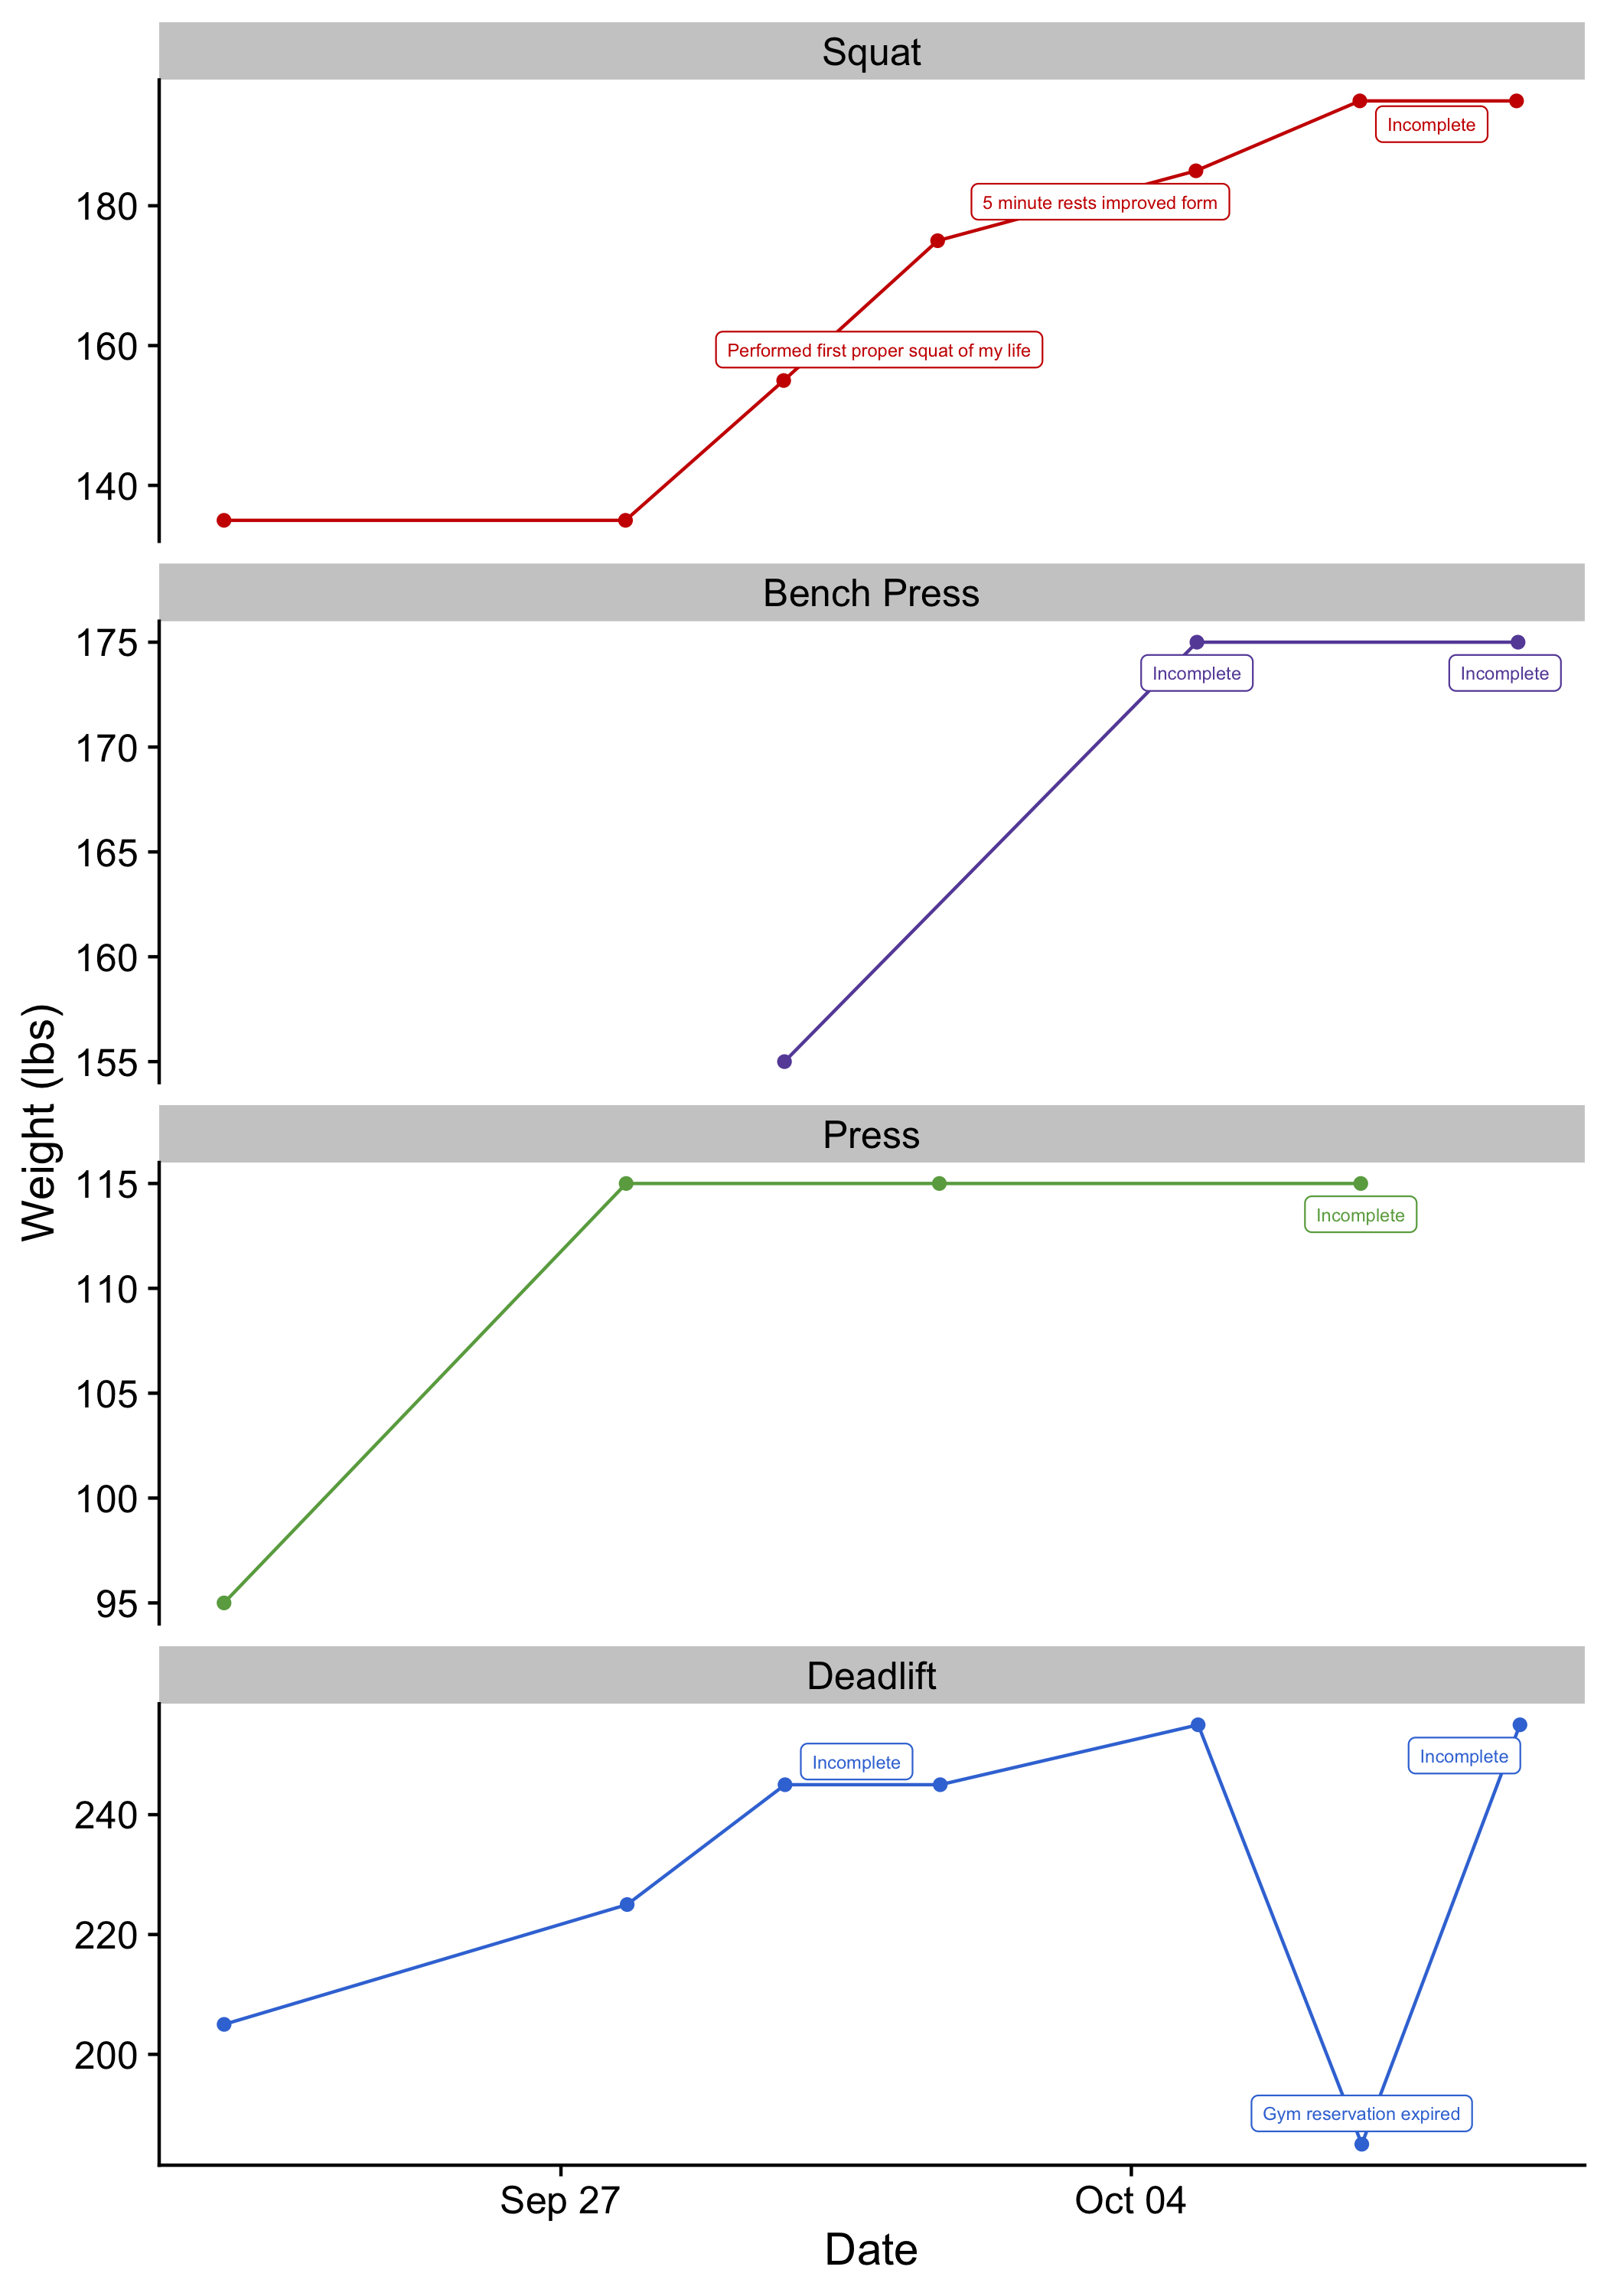 Squat
180
160
140
Incomplete
5 minute rests improved form
Performed first proper squat of my life
Bench Press
175
170
165
160
155
Incomplete
Incomplete
Weight (lbs)
Press
115
110
105
100
95
Incomplete
Deadlift
240
220
200
Incomplete
Incomplete
Gym reservation expired
Sep 27
Oct 04
Date